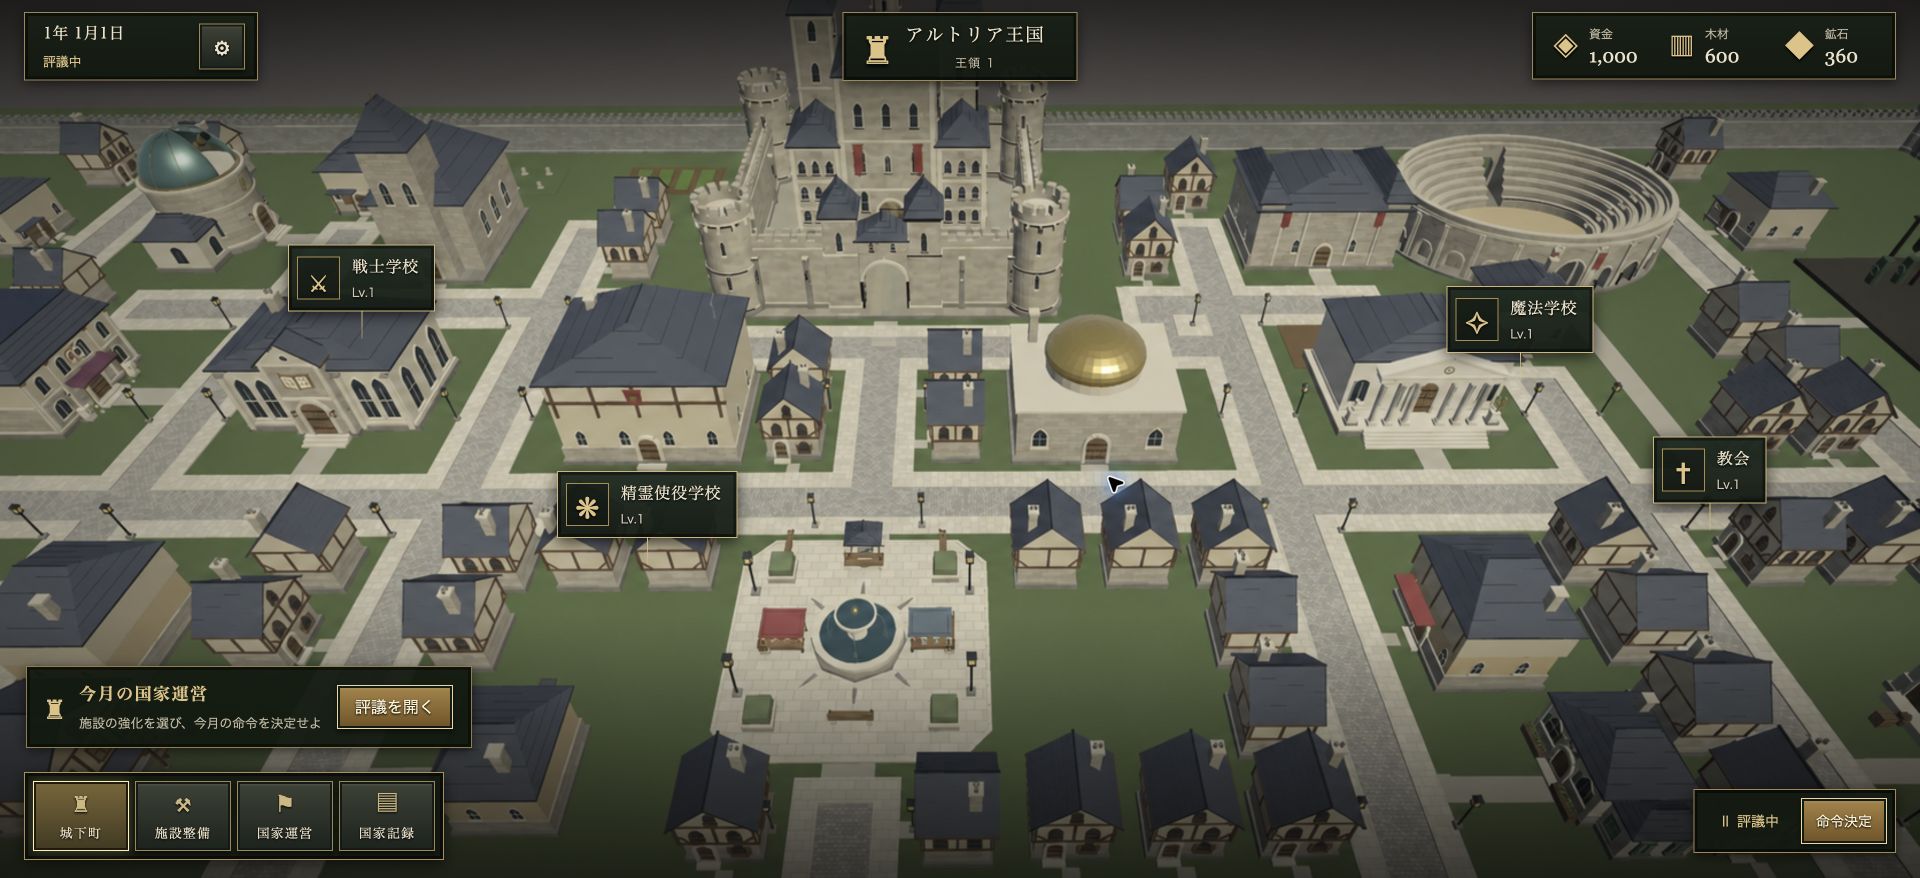 1年 1月1日
評議中
アルトリア王国
王領 1
資金
1,000
木材
600
鉱石
360
戦士学校
Lv.1
魔法学校
Lv.1
精霊使役学校
Lv.1
教会
Lv.1
今月の国家運営
施設の強化を選び、今月の命令を決定せよ
評議を開く
城下町
施設整備
国家運営
国家記録
評議中
命令決定